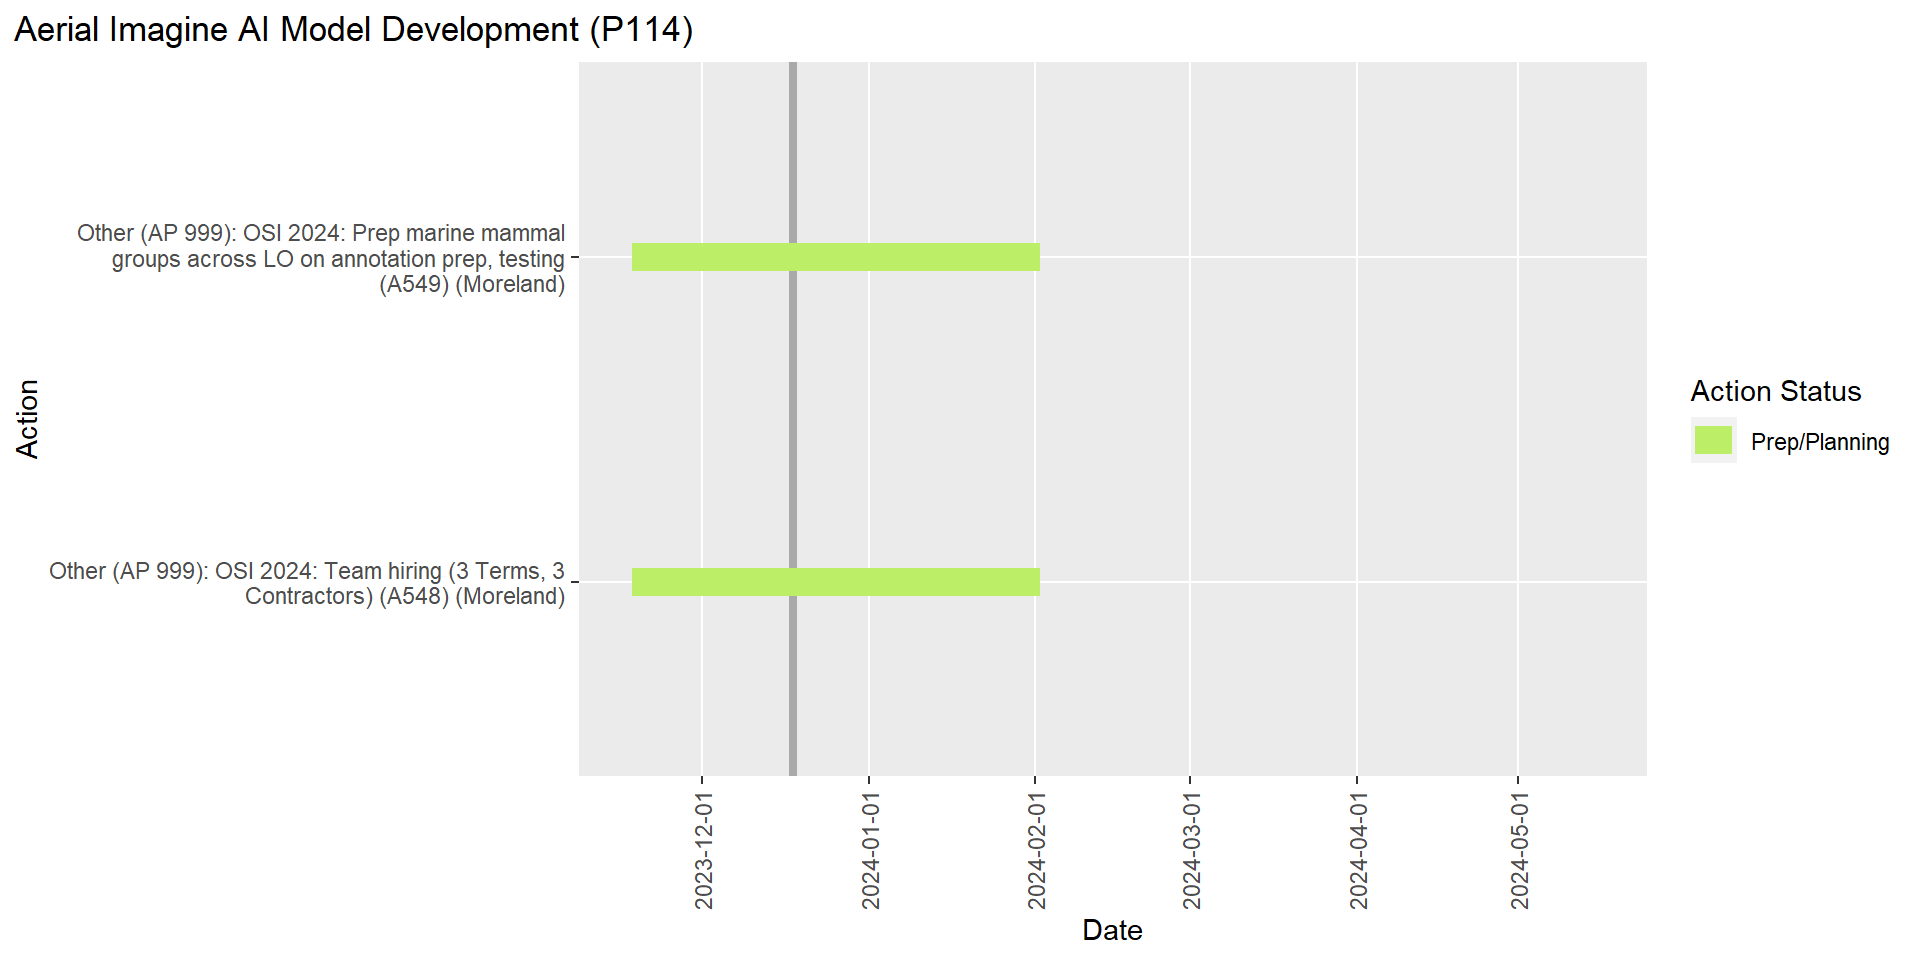 Aerial Imagine AI Model Development (P114)
Other (AP 999): OSI 2024: Prep marine mammal
groups across LO on annotation prep, testing
(A549) (Moreland)
Other (AP 999): OSI 2024: Team hiring (3 Terms, 3
Contractors) (A548) (Moreland)
Action
2023-12-01
2024-01-01
2024-02-01
2024-03-01
2024-04-01
2024-05-01
Date
Action Status
Prep/Planning